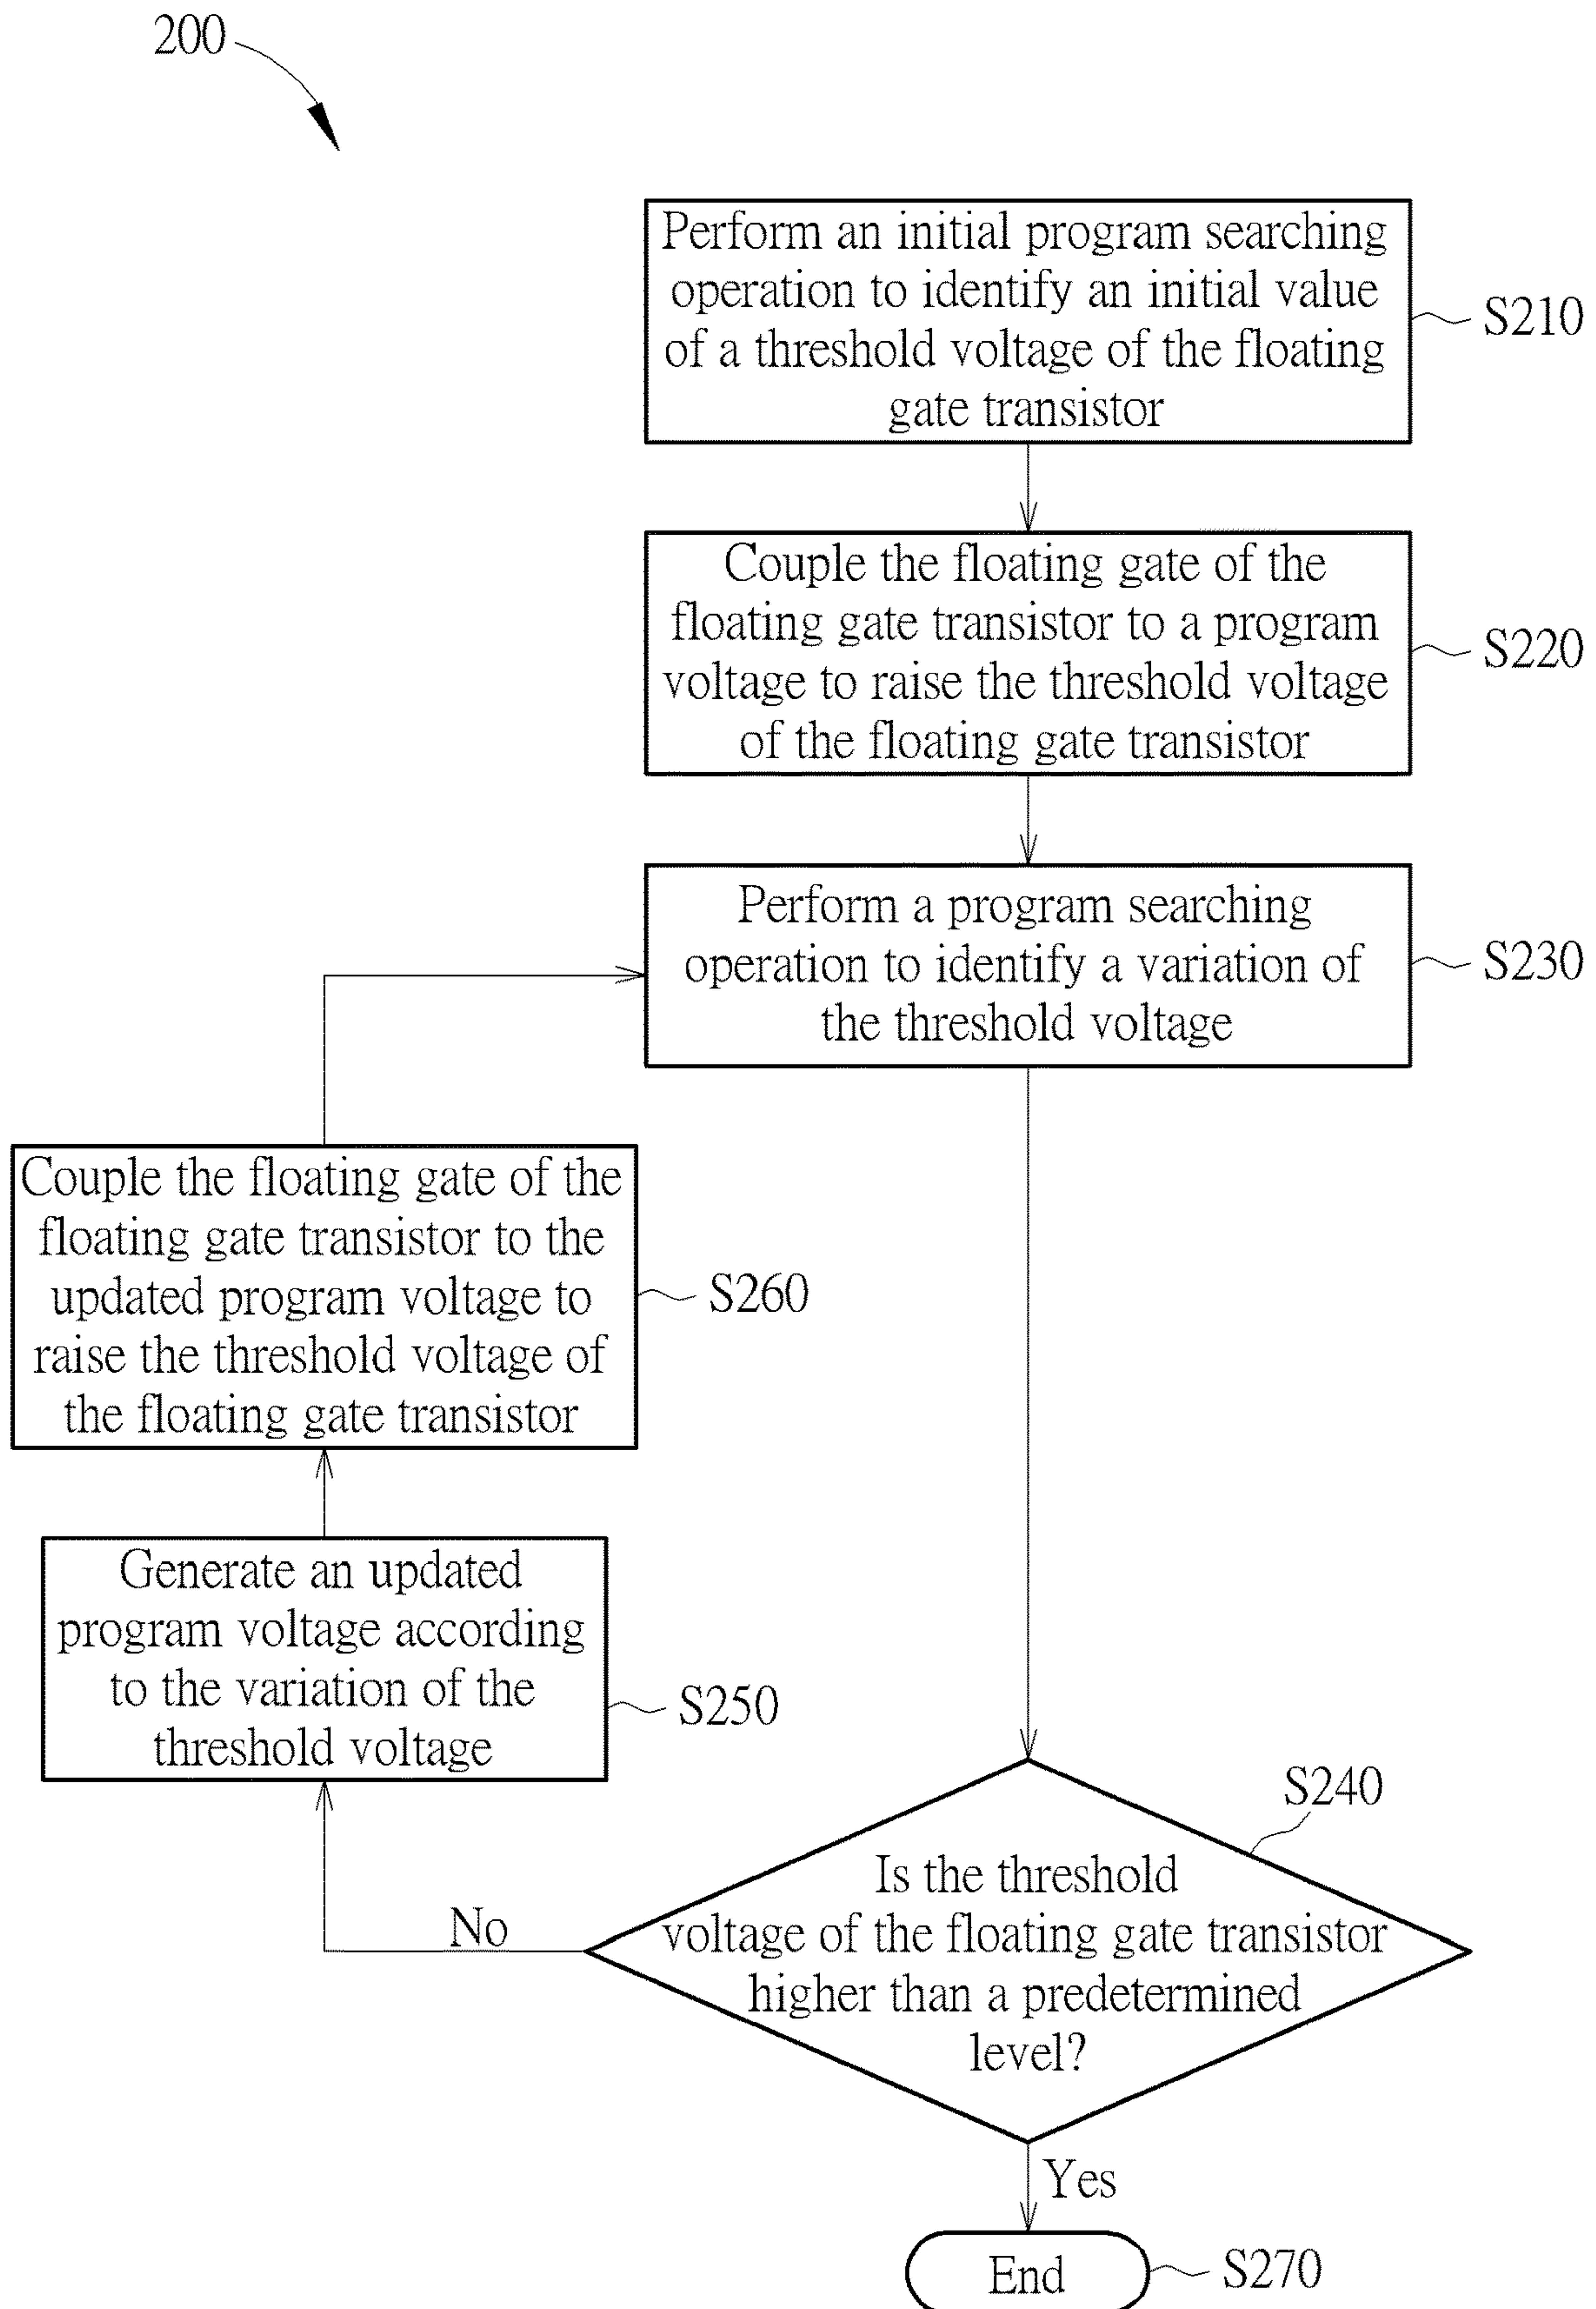 200
Perform an initial program searching
operation to identify an initial value
of a threshold voltage of the floating
gate transistor
S210
Couple the floating gate of the
floating gate transistor to a program
voltage to raise the threshold voltage
of the floating gate transistor
S220
Perform a program searching
operation to identify a variation of
the threshold voltage
S230
Couple the floating gate of the
floating gate transistor to the
updated program voltage to
raise the threshold voltage of
the floating gate transistor
S260
Generate an updated
program voltage according
to the variation of the
threshold voltage
S250
S240
Is the threshold
voltage of the floating gate transistor
higher than a predetermined
level?
No
Yes
End
S270